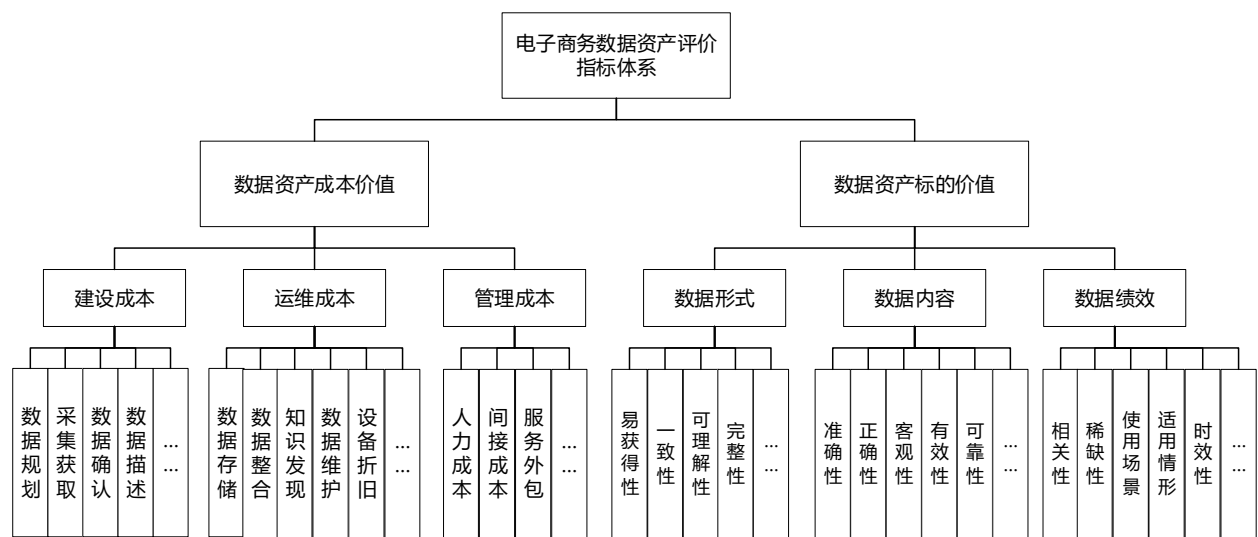 电子商务数据资产评价
指标体系
数据资产成本价值
数据资产标的价值
建设成本
运维成本
管理成本
数据形式
数据内容
数据绩效
数据规划
采集获取
数据确认
数据描述
……
数据存储
数据整合
知识发现
数据维护
设备折旧
……
人力成本
间接成本
服务外包
……
易获得性
一致性
可理解性
完整性
……
准确性
正确性
客观性
有效性
可靠性
……
相关性
稀缺性
使用场景
适用情形
时效性
……